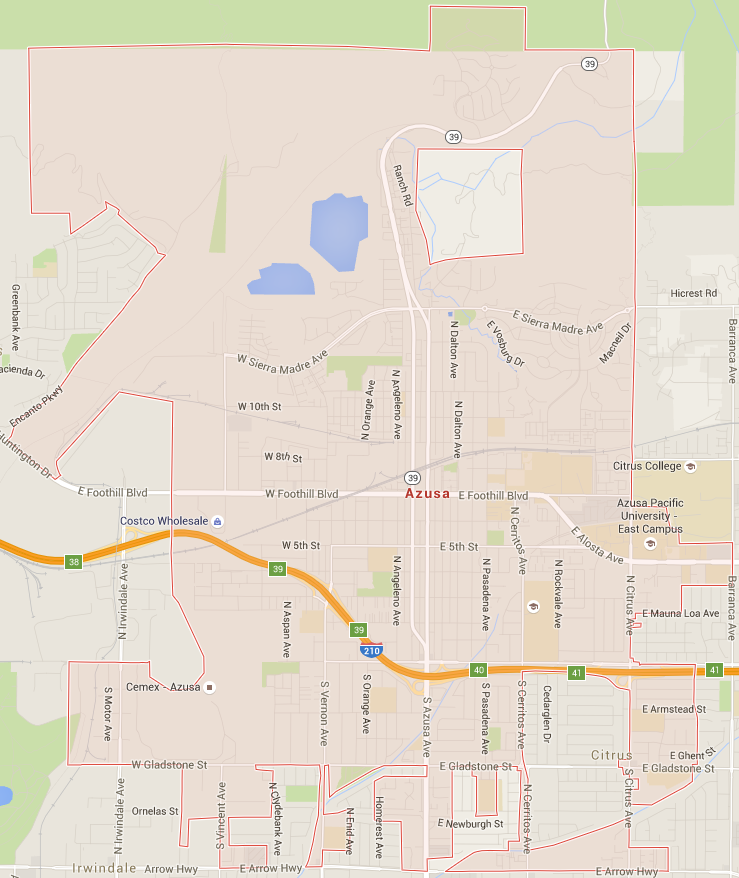 39
39
Ranch Rd
Hicrest Rd
Greenbank Ave
E Sierra Madre Ave
N Dalton Ave
E Vosburg Dr
Macneil Dr
Barranca Ave
W Sierra Madre Ave
acienda Dr
Encanto Pkwy
N Orange Ave
N Angeleno Ave
W 10th St
N Dalton Ave
Huntington Dr
W 8th St
Citrus College
39
E Foothill Blvd
W Foothill Blvd
Azusa
E Foothill Blvd
Azusa Pacific
University -
East Campus
Costco Wholesale
N Cerritos Ave
E Alosta Ave
W 5th St
E 5th St
38
39
N Irwindale Ave
N Angeleno Ave
N Pasadena Ave
N Rockvale Ave
N Citrus Ave
Barranca Ave
N Aspan Ave
E Mauna Loa Ave
39
210
40
41
41
Cemex - Azusa
S Motor Ave
S Vernon Ave
S Orange Ave
S Azusa Ave
S Pasadena Ave
S Cerritos Ave
Cedarglen Dr
E Armstead St
Citrus
E Ghent St
W Gladstone St
E Gladstone St
E Gladstone St
N Irwindale Ave
Ornelas St
S Vincent Ave
N Clydebank Ave
N Enid Ave
Homerest Ave
E Newburgh St
N Cerritos Ave
S Citrus Ave
Irwindale
Arrow Hwy
E Arrow Hwy
E Arrow Hwy